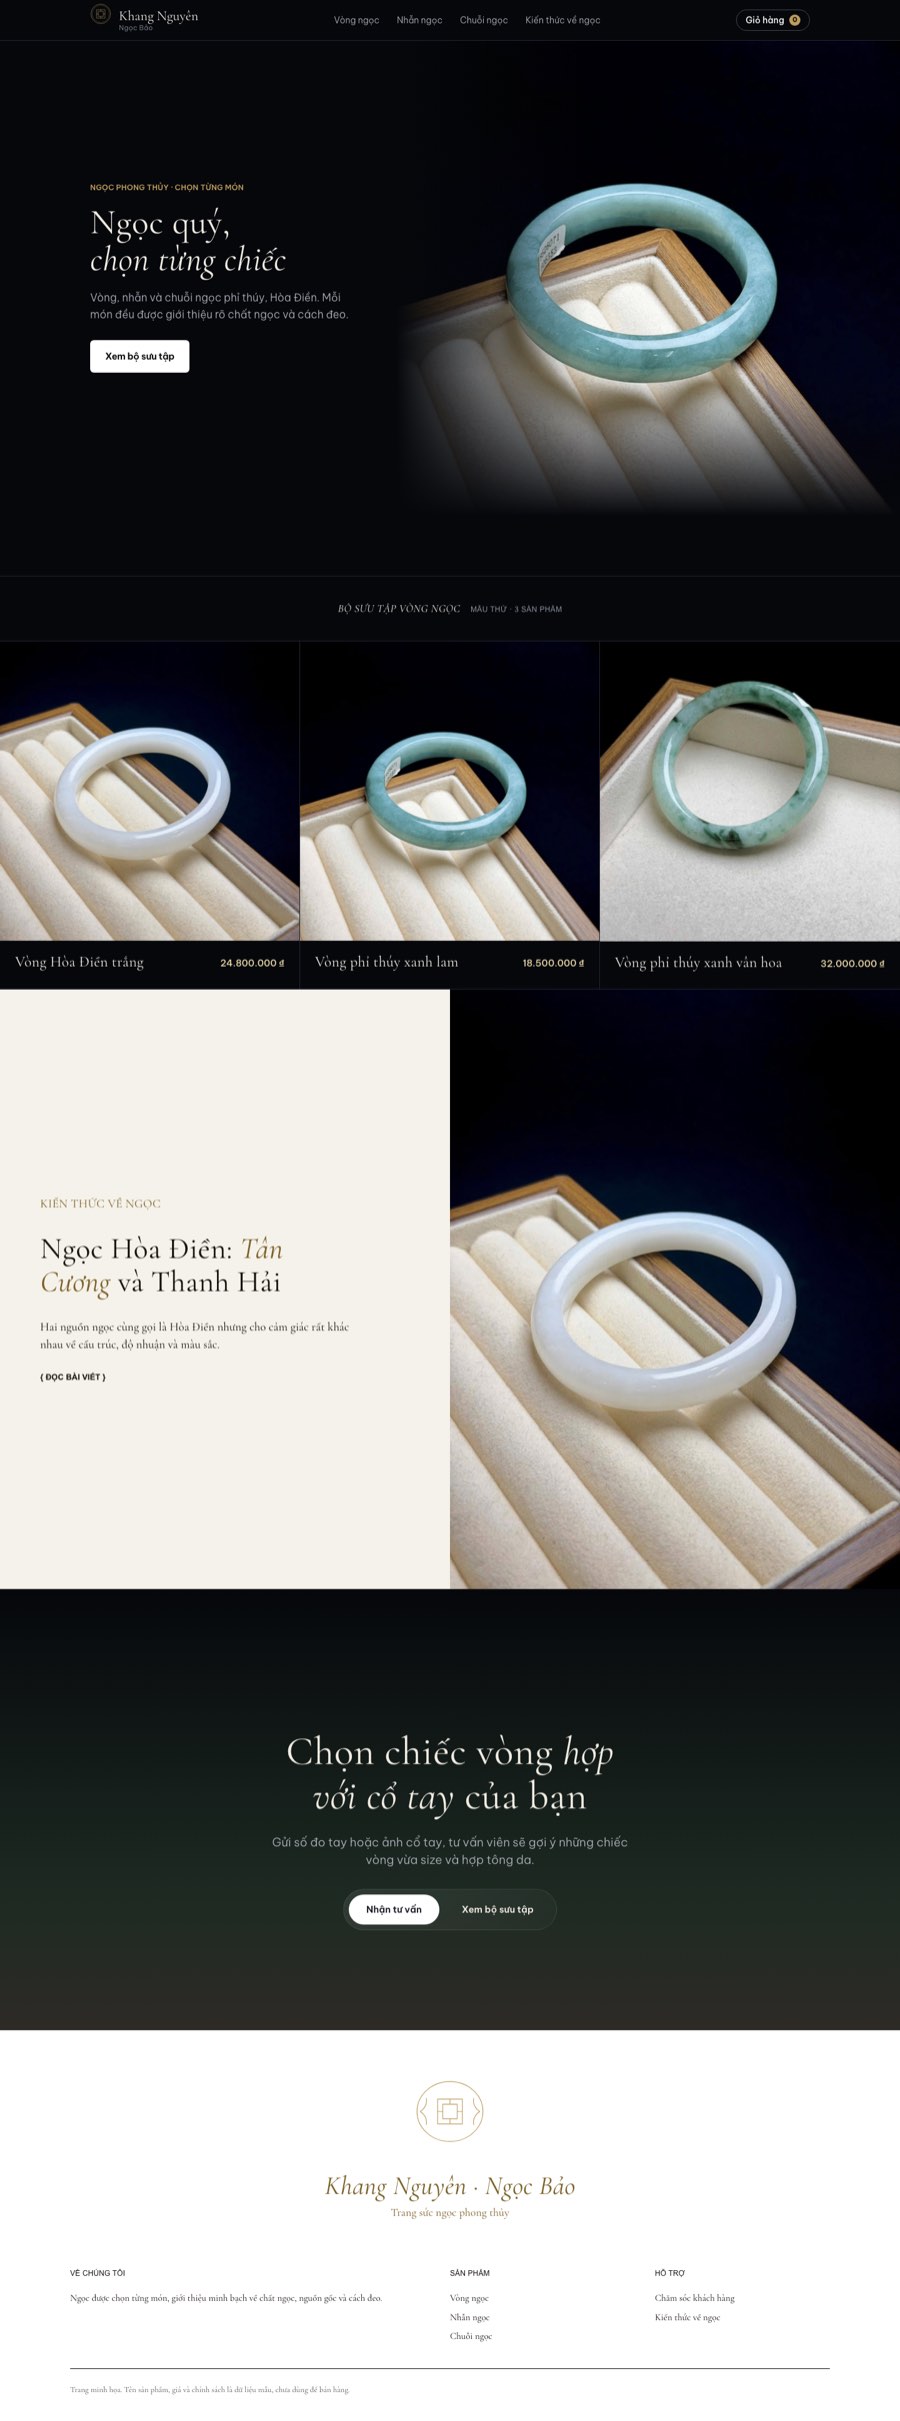 Khang Nguyên
Ngọc Bảo
Vòng ngọc
Nhẫn ngọc
Chuỗi ngọc
Kiến thức về ngọc
Giỏ hàng 0
NGỌC PHONG THỦY · CHỌN TỪNG MÓN
Ngọc quý,
chọn từng chiếc
Vòng, nhẫn và chuỗi ngọc phỉ thúy, Hòa Điền. Mỗi
món đều được giới thiệu rõ chất ngọc và cách đeo.
Xem bộ sưu tập
BỘ SƯU TẬP VÒNG NGỌC
MẪU THỬ · 3 SẢN PHẨM
Vòng Hòa Điền trắng
24.800.000 ₫
Vòng phỉ thúy xanh lam
18.500.000 ₫
Vòng phỉ thúy xanh vân hoa
32.000.000 ₫
KIẾN THỨC VỀ NGỌC
Ngọc Hòa Điền: Tân
Cương và Thanh Hải
Hai nguồn ngọc cùng gọi là Hòa Điền nhưng cho cảm giác rất khác
nhau về cấu trúc, độ nhuận và màu sắc.
( ĐỌC BÀI VIẾT )
Chọn chiếc vòng hợp
với cổ tay của bạn
Gửi số đo tay hoặc ảnh cổ tay, tư vấn viên sẽ gợi ý những chiếc
vòng vừa size và hợp tông da.
Nhận tư vấn
Xem bộ sưu tập
Khang Nguyên · Ngọc Bảo
Trang sức ngọc phong thủy
VỀ CHÚNG TÔI
Ngọc được chọn từng món, giới thiệu minh bạch về chất ngọc, nguồn gốc và cách đeo.
SẢN PHẨM
Vòng ngọc
Nhẫn ngọc
Chuỗi ngọc
HỖ TRỢ
Chăm sóc khách hàng
Kiến thức về ngọc
Trang minh họa. Tên sản phẩm, giá và chính sách là dữ liệu mẫu, chưa dùng để bán hàng.